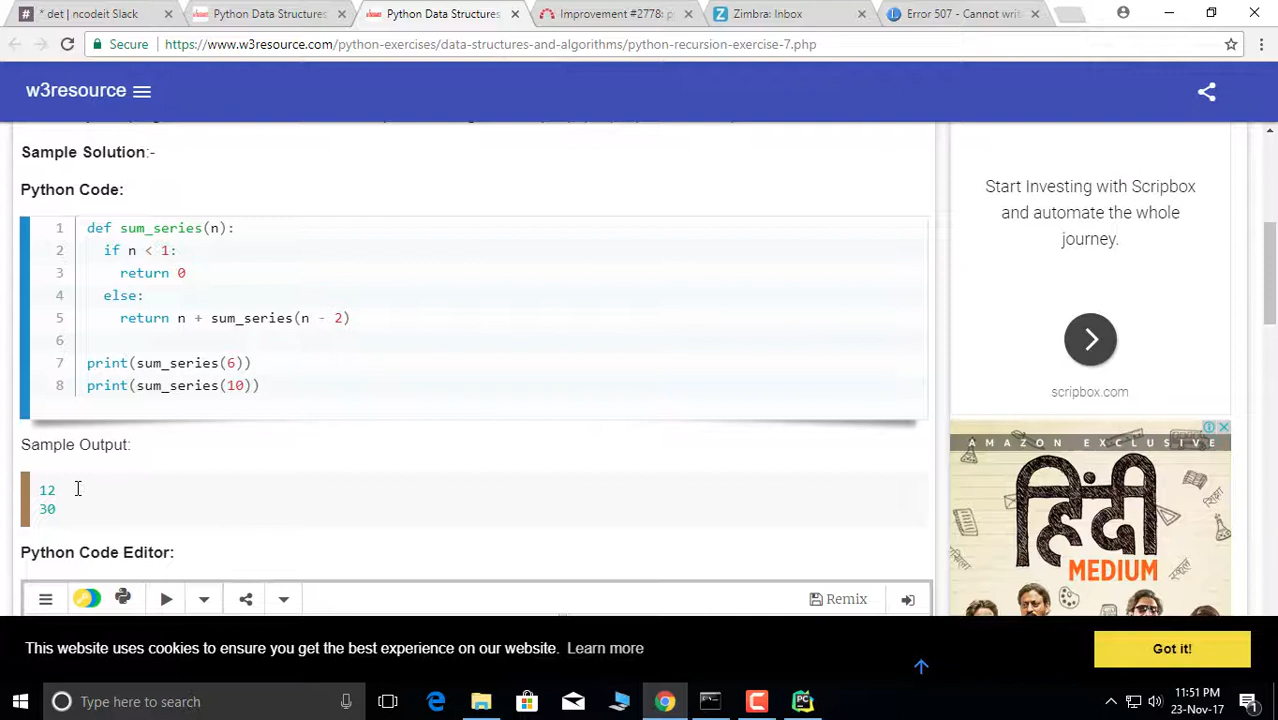 * det | ncodeit Slack
Python Data Structures
Python Data Structures
Improvement #2778: p
Zimbra: Inbox
Error 507 - Cannot writ
Secure
https://www.w3resource.com/python-exercises/data-structures-and-algorithms/python-recursion-exercise-7.php
w3resource
Sample Solution:-
Python Code:
1 def sum_series(n):
2 if n < 1:
3 return 0
4 else:
5 return n + sum_series(n - 2)
6
7 print(sum_series(6))
8 print(sum_series(10))
Sample Output:
12
30
Python Code Editor:
Remix
Start Investing with Scripbox
and automate the whole
journey.
scripbox.com
AMAZON EXCLUSIVE
हिंदी
MEDIUM
This website uses cookies to ensure you get the best experience on our website. Learn more
Got it!
Type here to search
PC
11:51 PM
23-Nov-17
1